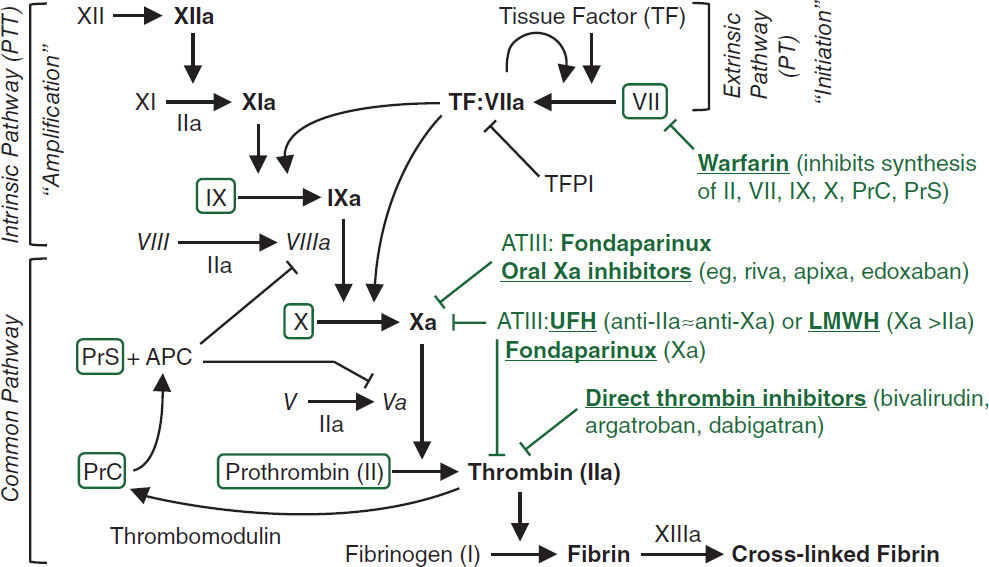 Intrinsic Pathway (PTT)
“Amplification”
Common Pathway
XII
XIIa
Tissue Factor (TF)
Extrinsic
Pathway
(PT)
“Initiation”
XI
IIa
XIa
TF:VIIa
VII
Warfarin (inhibits synthesis
of II, VII, IX, X, PrC, PrS)
TFPI
IX
IXa
VIII
IIa
VIIIa
ATIII: Fondaparinux
Oral Xa inhibitors (eg, riva, apixa, edoxaban)
X
Xa
ATIII:UFH (anti-IIa≈anti-Xa) or LMWH (Xa >IIa)
Fondaparinux (Xa)
PrS + APC
V
IIa
Va
Direct thrombin inhibitors (bivalirudin,
argatroban, dabigatran)
PrC
Prothrombin (II)
Thrombin (IIa)
Thrombomodulin
Fibrinogen (I)
Fibrin
XIIIa
Cross-linked Fibrin